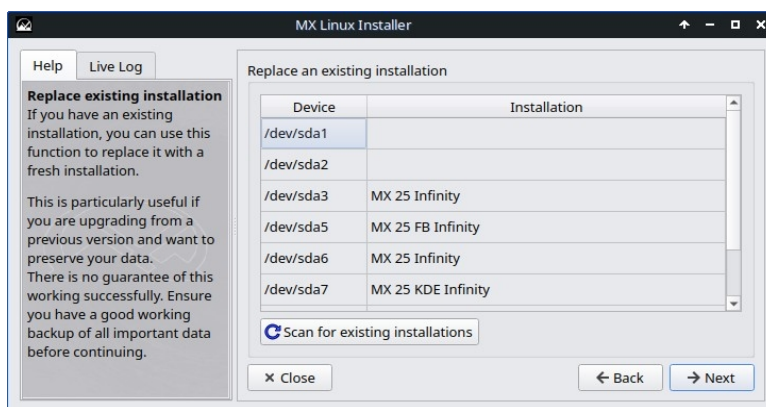 MX Linux Installer
Help
Live Log
Replace existing installation
If you have an existing
installation, you can use this
function to replace it with a
fresh installation.
This is particularly useful if
you are upgrading from a
previous version and want to
preserve your data.
There is no guarantee of this
working successfully. Ensure
you have a good working
backup of all important data
before continuing.
Replace an existing installation
Device Installation
/dev/sda1
/dev/sda2
/dev/sda3 MX 25 Infinity
/dev/sda5 MX 25 FB Infinity
/dev/sda6 MX 25 Infinity
/dev/sda7 MX 25 KDE Infinity
Scan for existing installations
Close
Back
Next